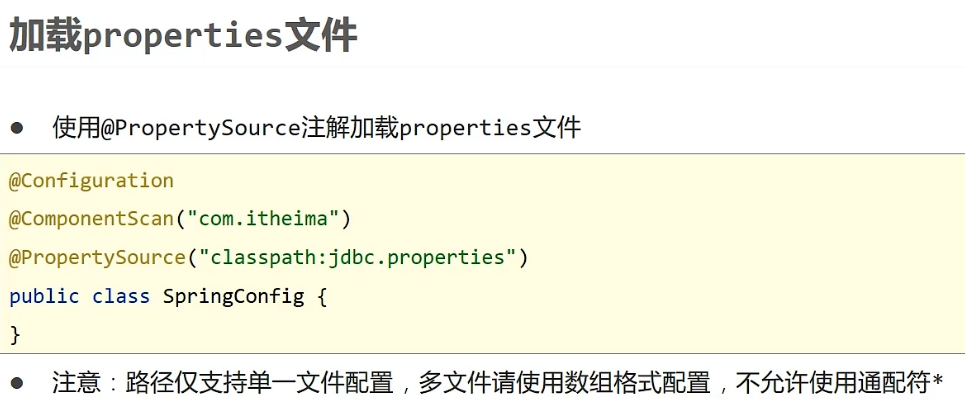 加载properties文件
● 使用@PropertySource注解加载properties文件
@Configuration
@ComponentScan("com.itheima")
@PropertySource("classpath:jdbc.properties")
public class SpringConfig {
}
● 注意：路径仅支持单一文件配置，多文件请使用数组格式配置，不允许使用通配符*